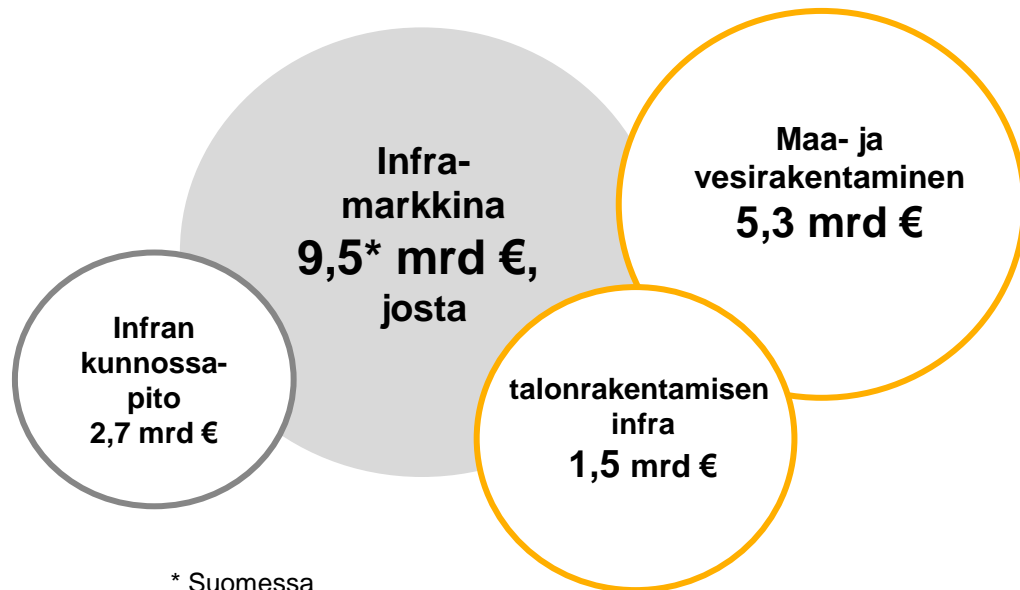 Infra-
markkina
9,5* mrd €,
josta
Maa- ja
vesirakentaminen
5,3 mrd €
Infran
kunnossa-
pito
2,7 mrd €
talonrakentamisen
infra
1,5 mrd €
* Suomessa